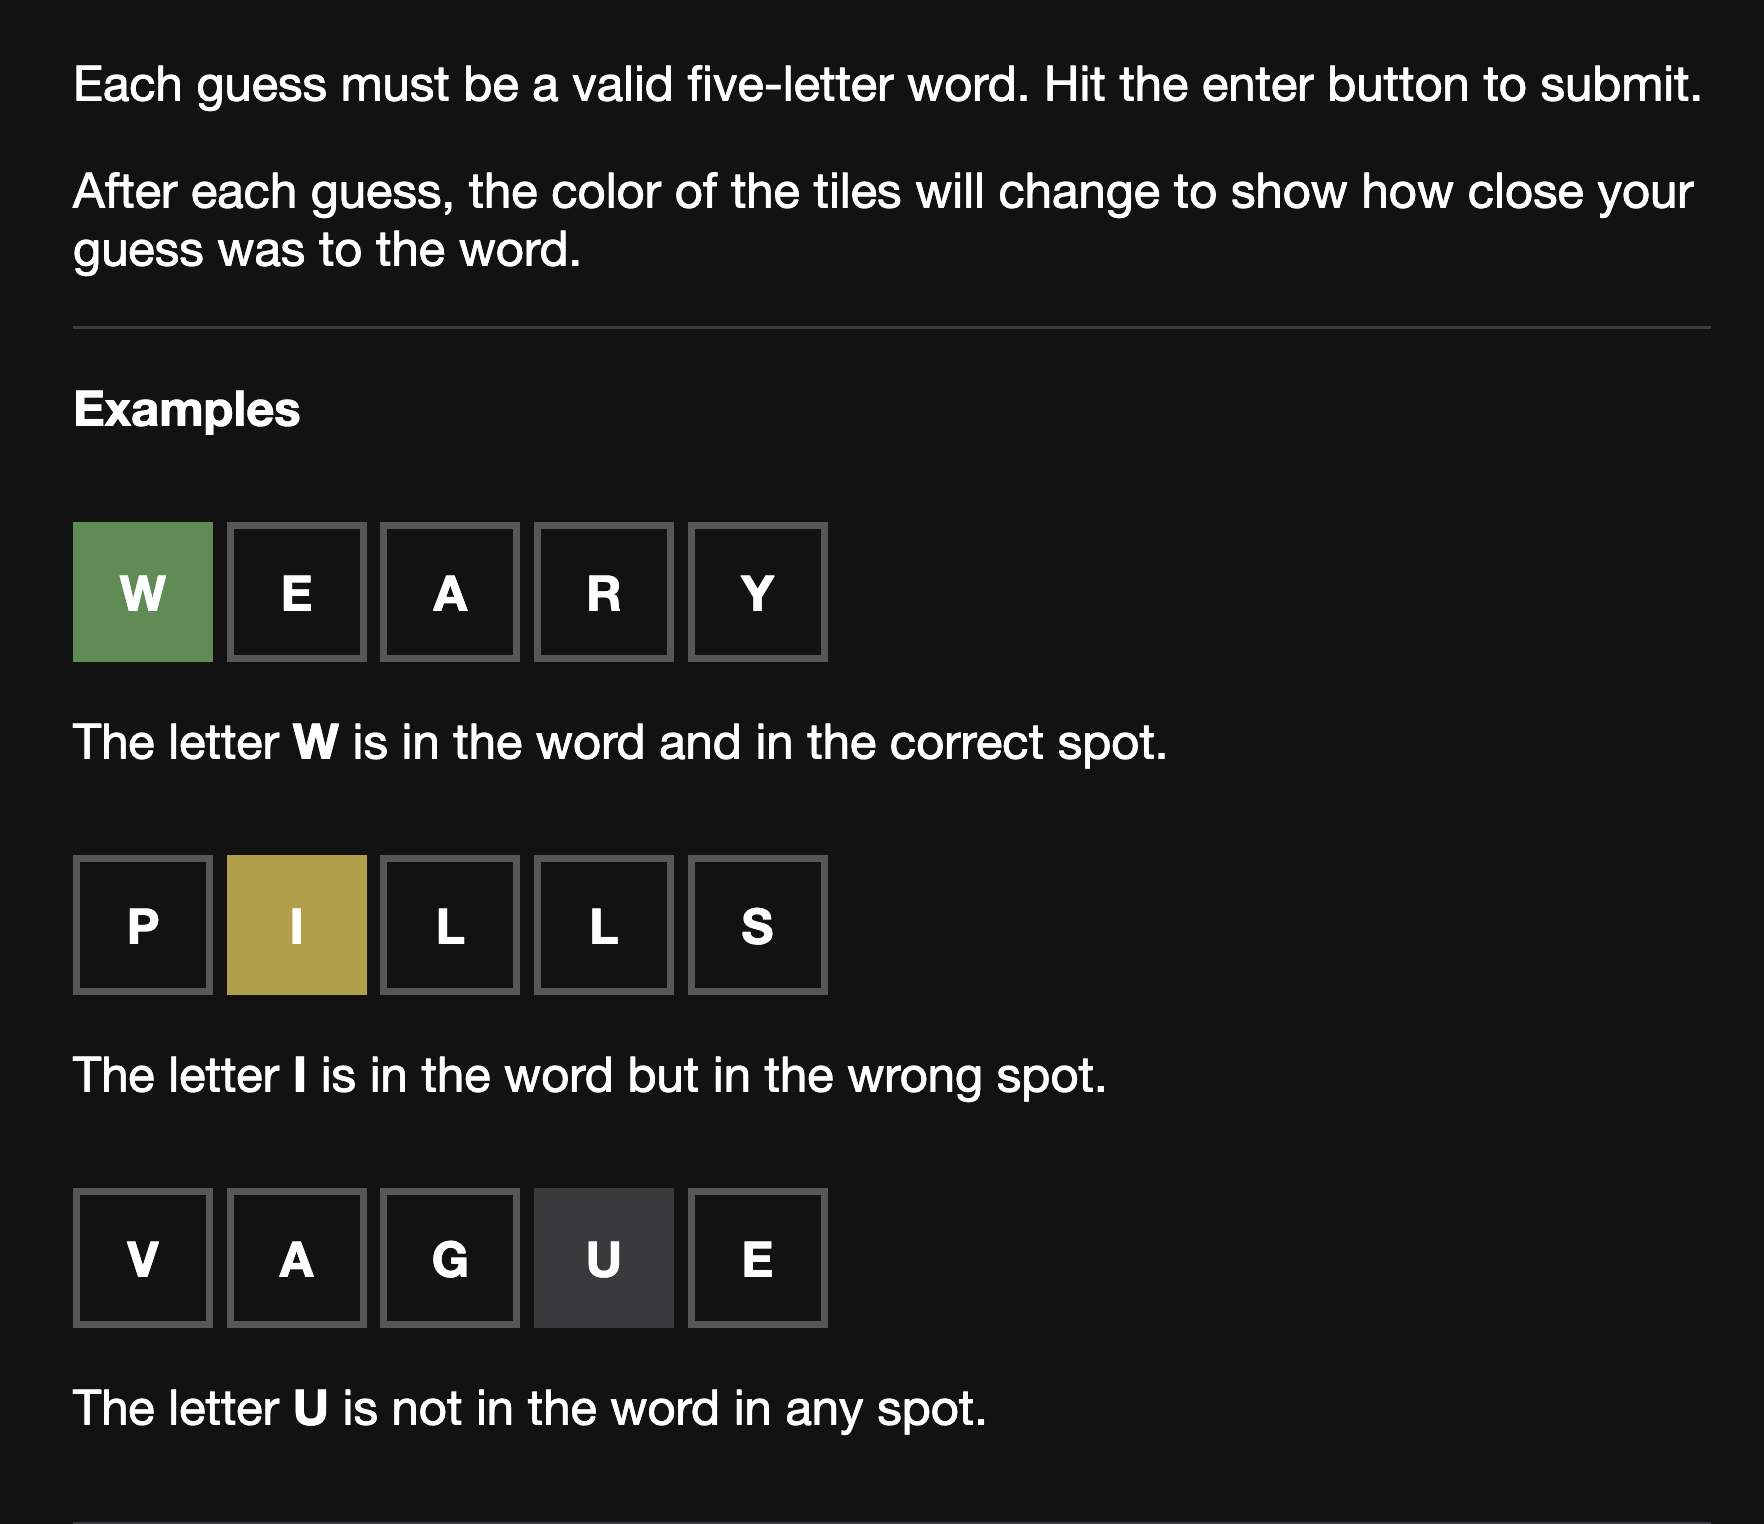 Each guess must be a valid five-letter word. Hit the enter button to submit.
After each guess, the color of the tiles will change to show how close your
guess was to the word.
Examples
W E A R Y
The letter W is in the word and in the correct spot.
P I L L S
The letter I is in the word but in the wrong spot.
V A G U E
The letter U is not in the word in any spot.